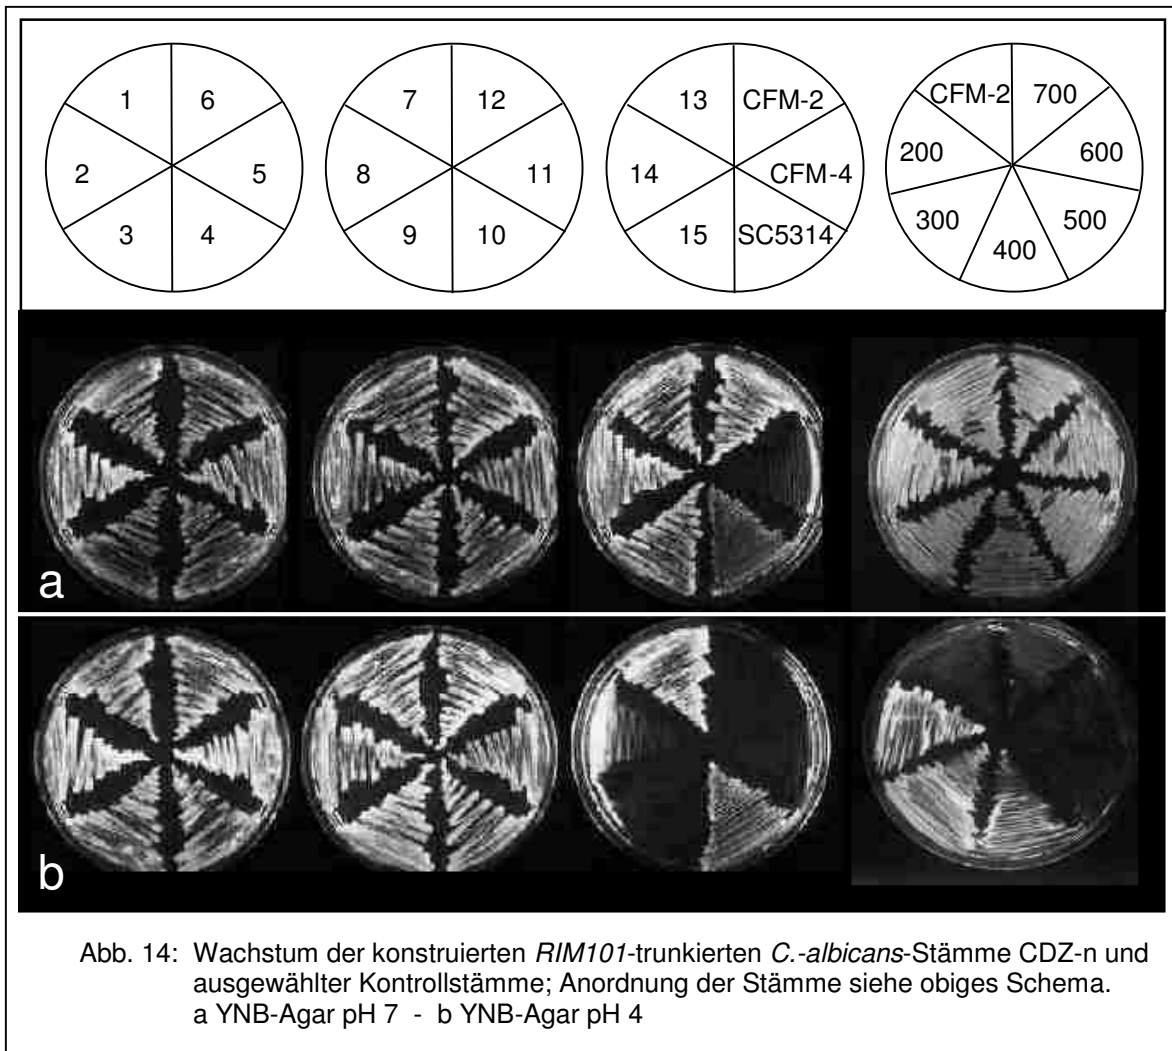 1 6
2 5
3 4
7 12
8 11
9 10
13 CFM-2
14 CFM-4
15 SC5314
CFM-2 700
200 600
300 500
400
a
b
Abb. 14: Wachstum der konstruierten RIM101-trunkierten C.-albicans-Stämme CDZ-n und
ausgewählter Kontrollstämme; Anordnung der Stämme siehe obiges Schema.
a YNB-Agar pH 7 - b YNB-Agar pH 4